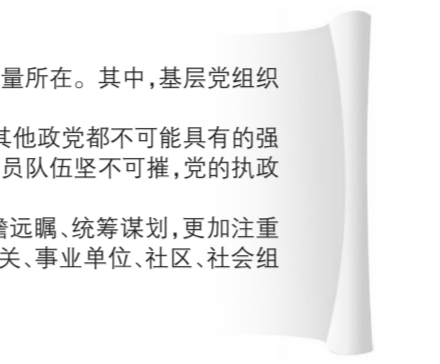 量所在。其中,基层党组织
其他政党都不可能具有的强
员队伍坚不可摧,党的执政
瞻远瞩、统筹谋划,更加注重
关、事业单位、社区、社会组